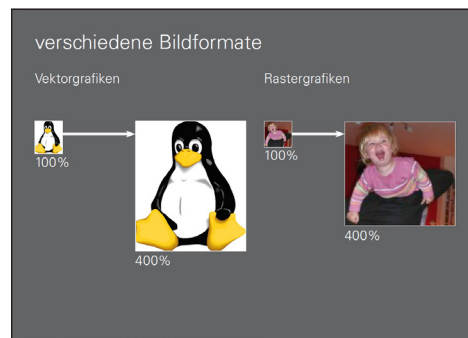 verschiedene Bildformate
Vektorgrafiken
Rastergrafiken
100%
400%
100%
400%